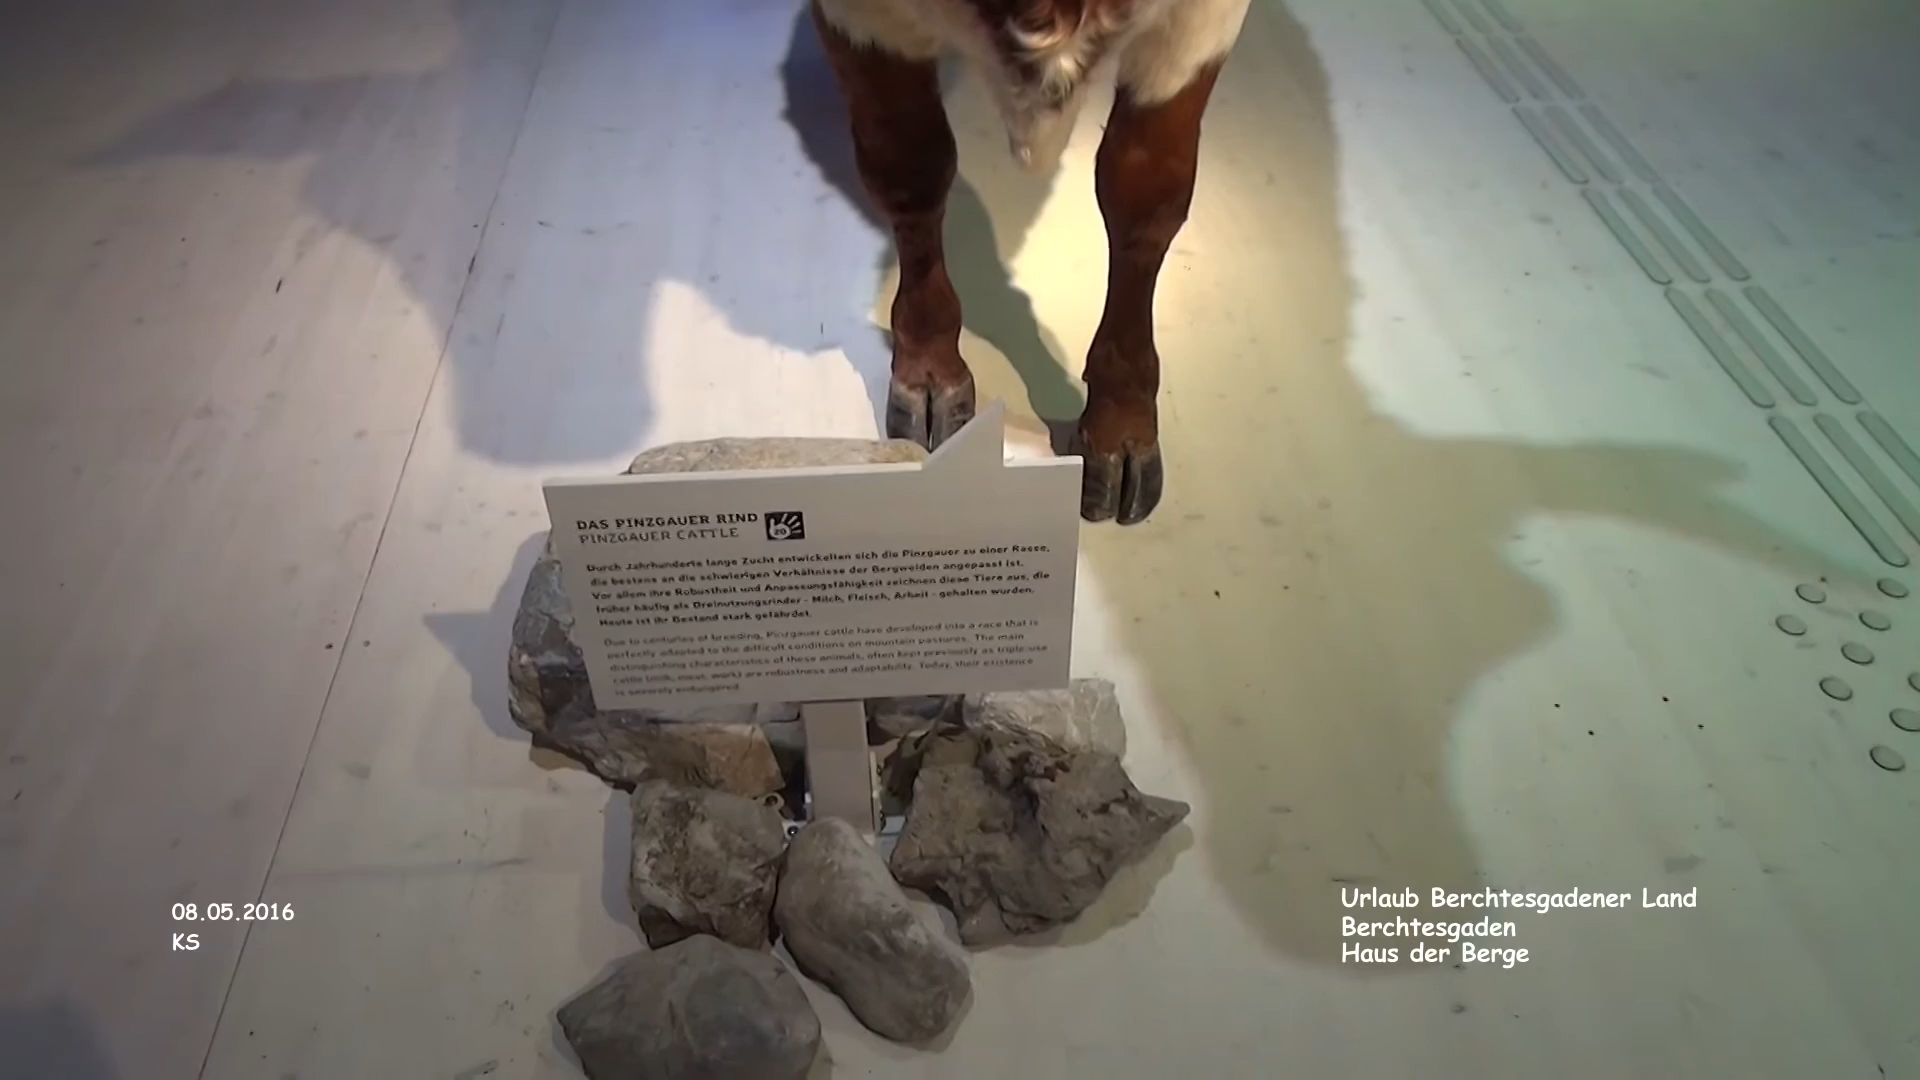 DAS PINZGAUER RIND
PINZGAUER CATTLE
Durch Jahrhunderte lange Zucht entwickelten sich die Pinzgauer zu einer Rasse,
die bestens an die schwierigen Verhältnisse der Bergweiden angepasst ist.
Vor allem ihre Robustheit und Anpassungsfähigkeit zeichnen diese Tiere aus, die
früher häufig als Dreinutzungsrinder - Milch, Fleisch, Arbeit - gehalten wurden.
Heute ist ihr Bestand stark gefährdet.
Due to centuries of breeding, Pinzgauer cattle have developed into a race that is
perfectly adapted to the difficult conditions on mountain pastures. The main
distinguishing characteristics of these animals, often kept previously as triple-use
cattle (milk, meat, work) are robustness and adaptability. Today, their existence
is severely endangered.
08.05.2016
KS
Urlaub Berchtesgadener Land
Berchtesgaden
Haus der Berge